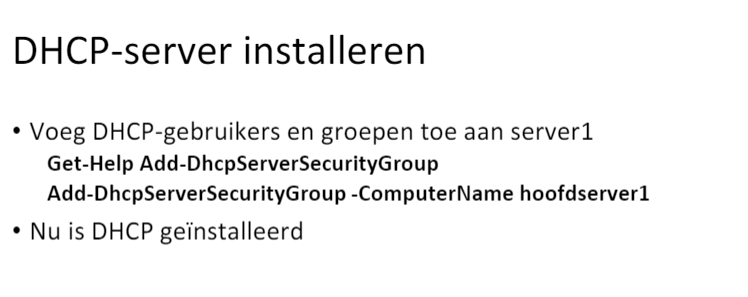 DHCP-server installeren
• Voeg DHCP-gebruikers en groepen toe aan server1
Get-Help Add-DhcpServerSecurityGroup
Add-DhcpServerSecurityGroup -ComputerName hoofdserver1
• Nu is DHCP geïnstalleerd